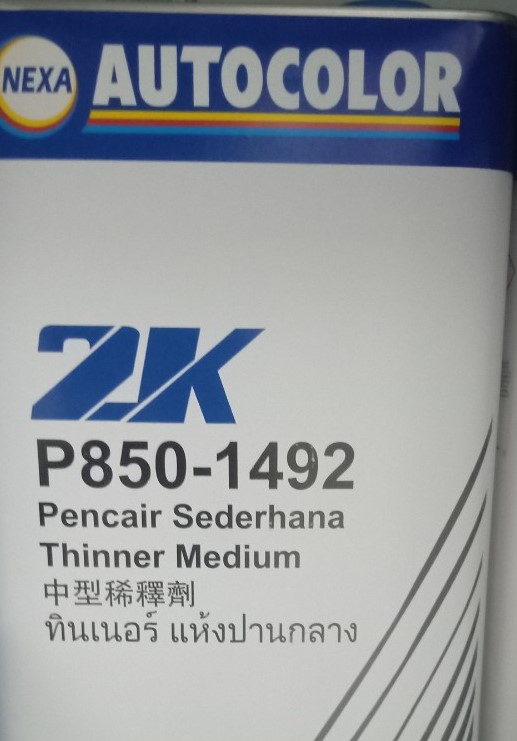 NEXA
AUTOCOLOR
2K
P850-1492
Pencair Sederhana
Thinner Medium
中型稀釋劑
ทินเนอร์ แห้งปานกลาง